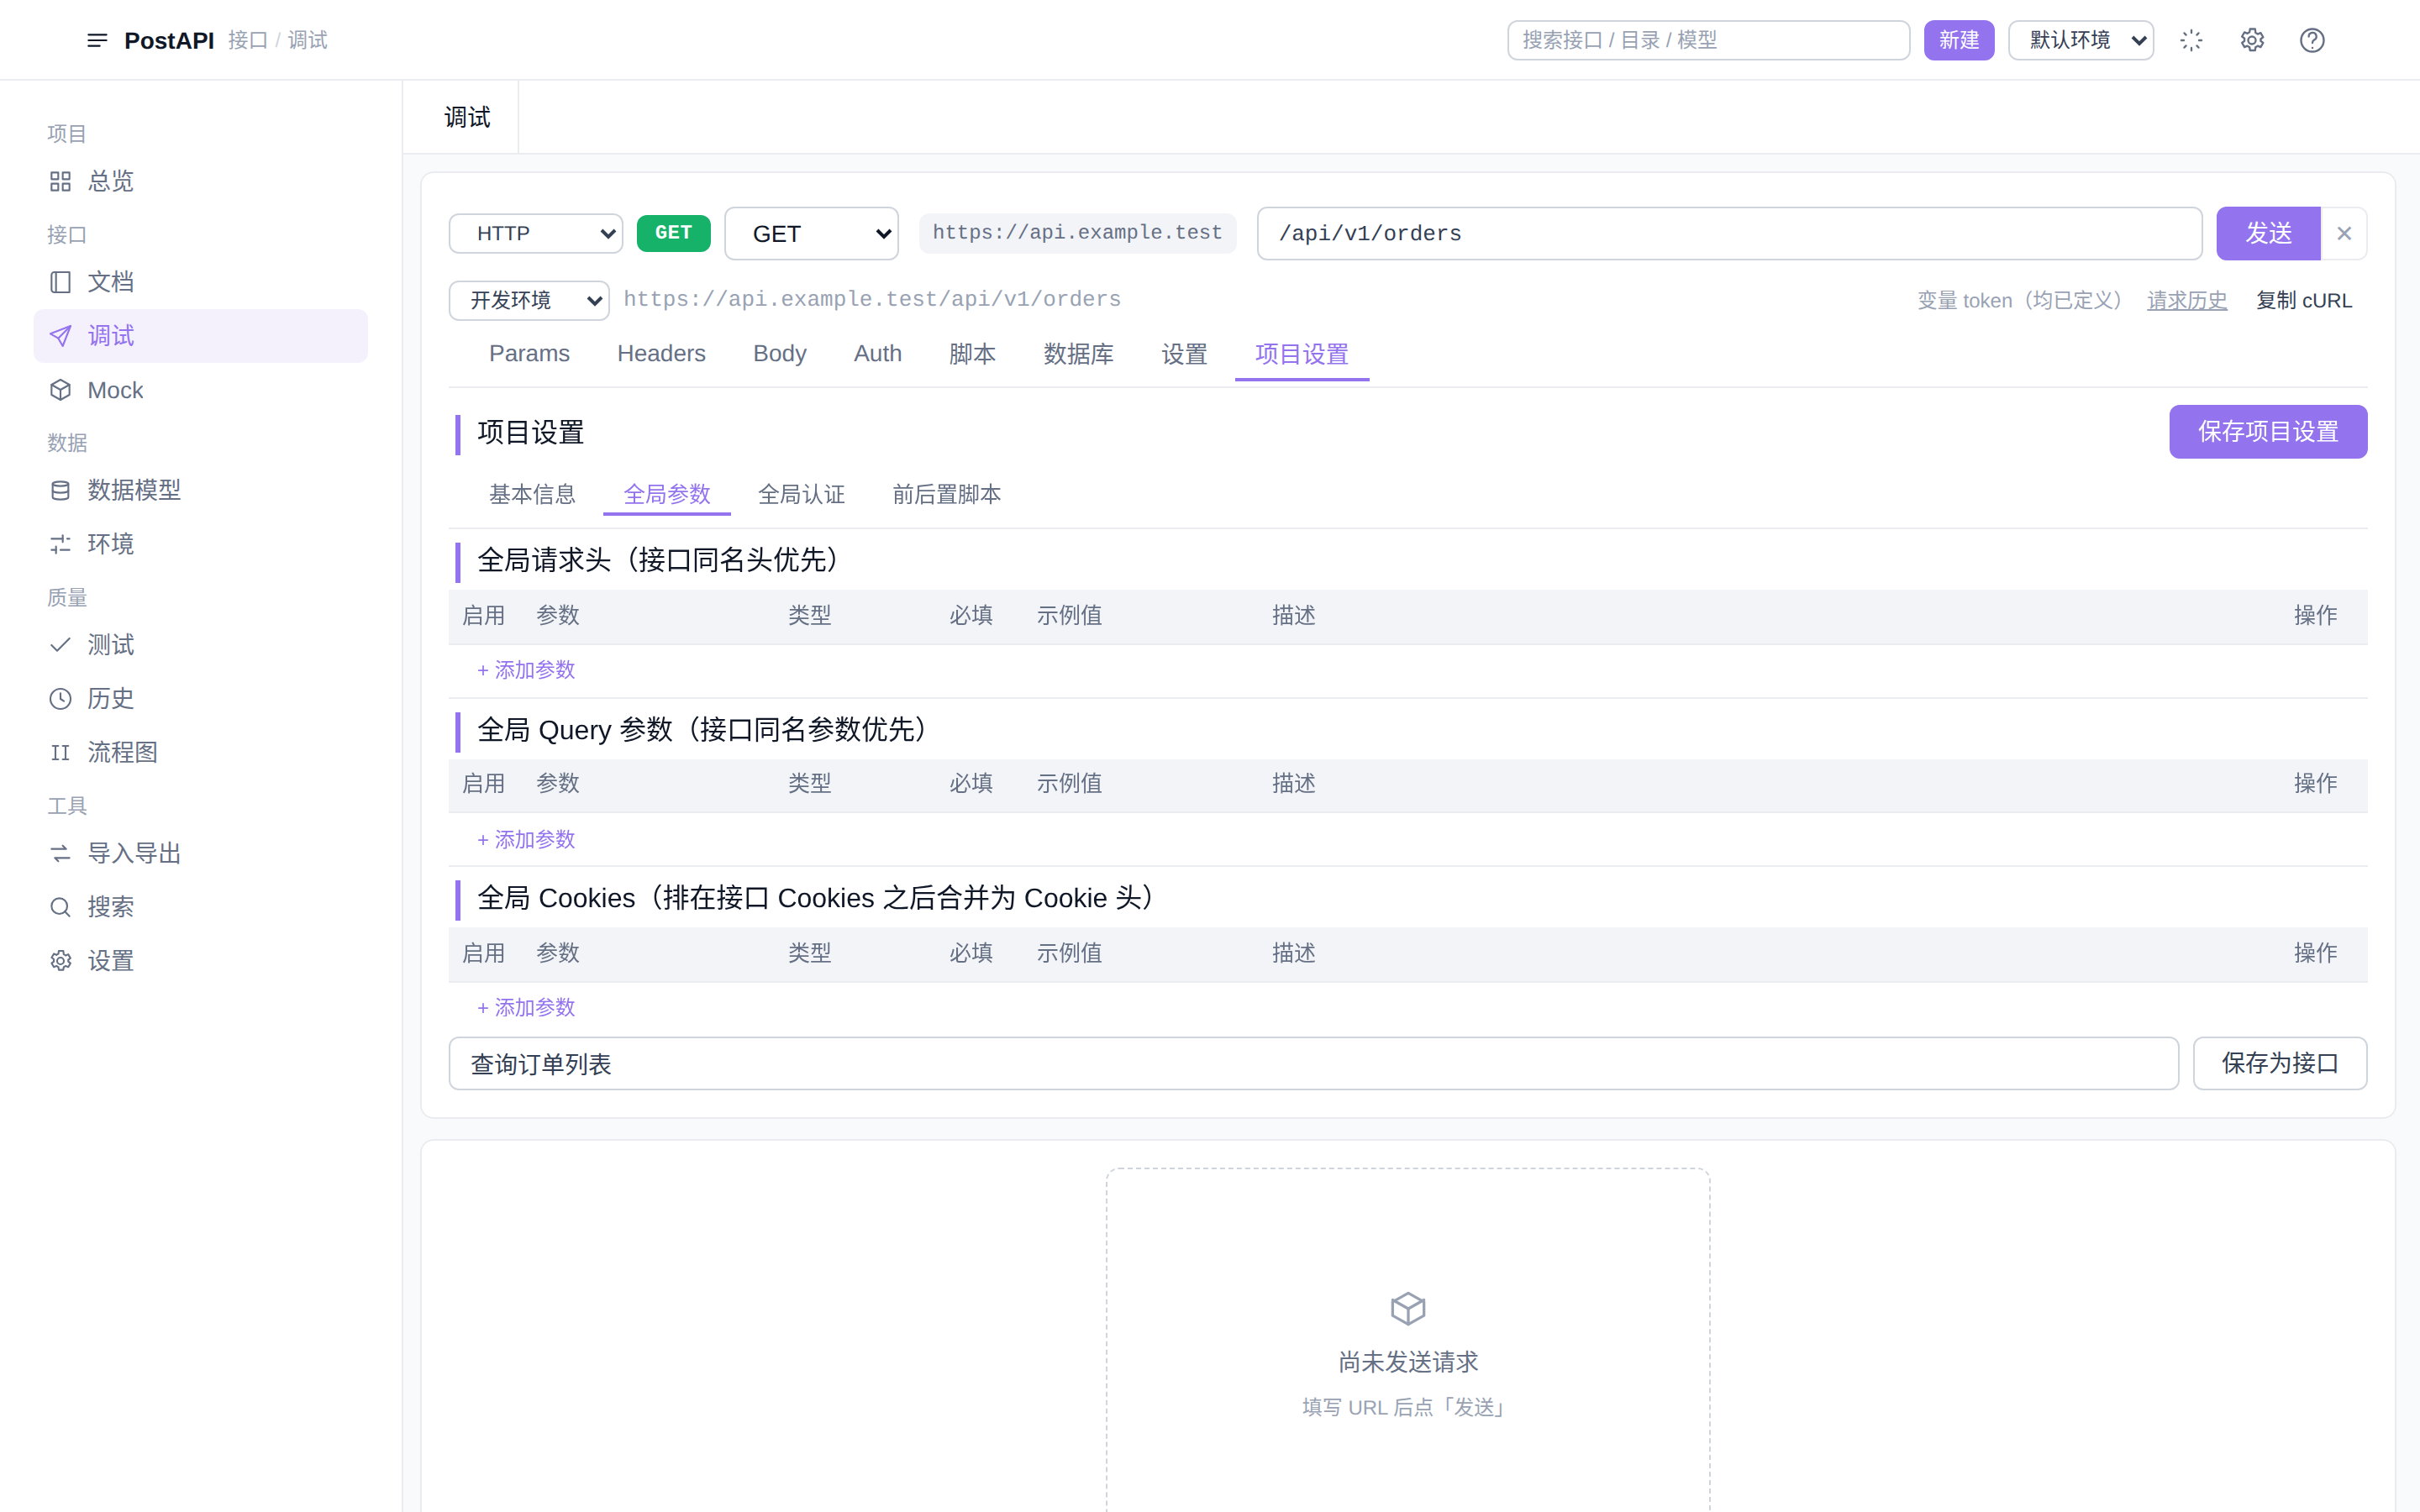 PostAPI 接口 / 调试
搜索接口 / 目录 / 模型 新建 默认环境
项目
总览
接口
文档
调试
Mock
数据
数据模型
环境
质量
测试
历史
流程图
工具
导入导出
搜索
设置
调试
HTTP GET GET https://api.example.test /api/v1/orders 发送 ✕
开发环境 https://api.example.test/api/v1/orders 变量 token（均已定义） 请求历史 复制 cURL
Params Headers Body Auth 脚本 数据库 设置 项目设置
项目设置 保存项目设置
基本信息 全局参数 全局认证 前后置脚本
全局请求头（接口同名头优先）
启用 参数 类型 必填 示例值 描述 操作
+ 添加参数
全局 Query 参数（接口同名参数优先）
启用 参数 类型 必填 示例值 描述 操作
+ 添加参数
全局 Cookies（排在接口 Cookies 之后合并为 Cookie 头）
启用 参数 类型 必填 示例值 描述 操作
+ 添加参数
查询订单列表 保存为接口
尚未发送请求
填写 URL 后点「发送」